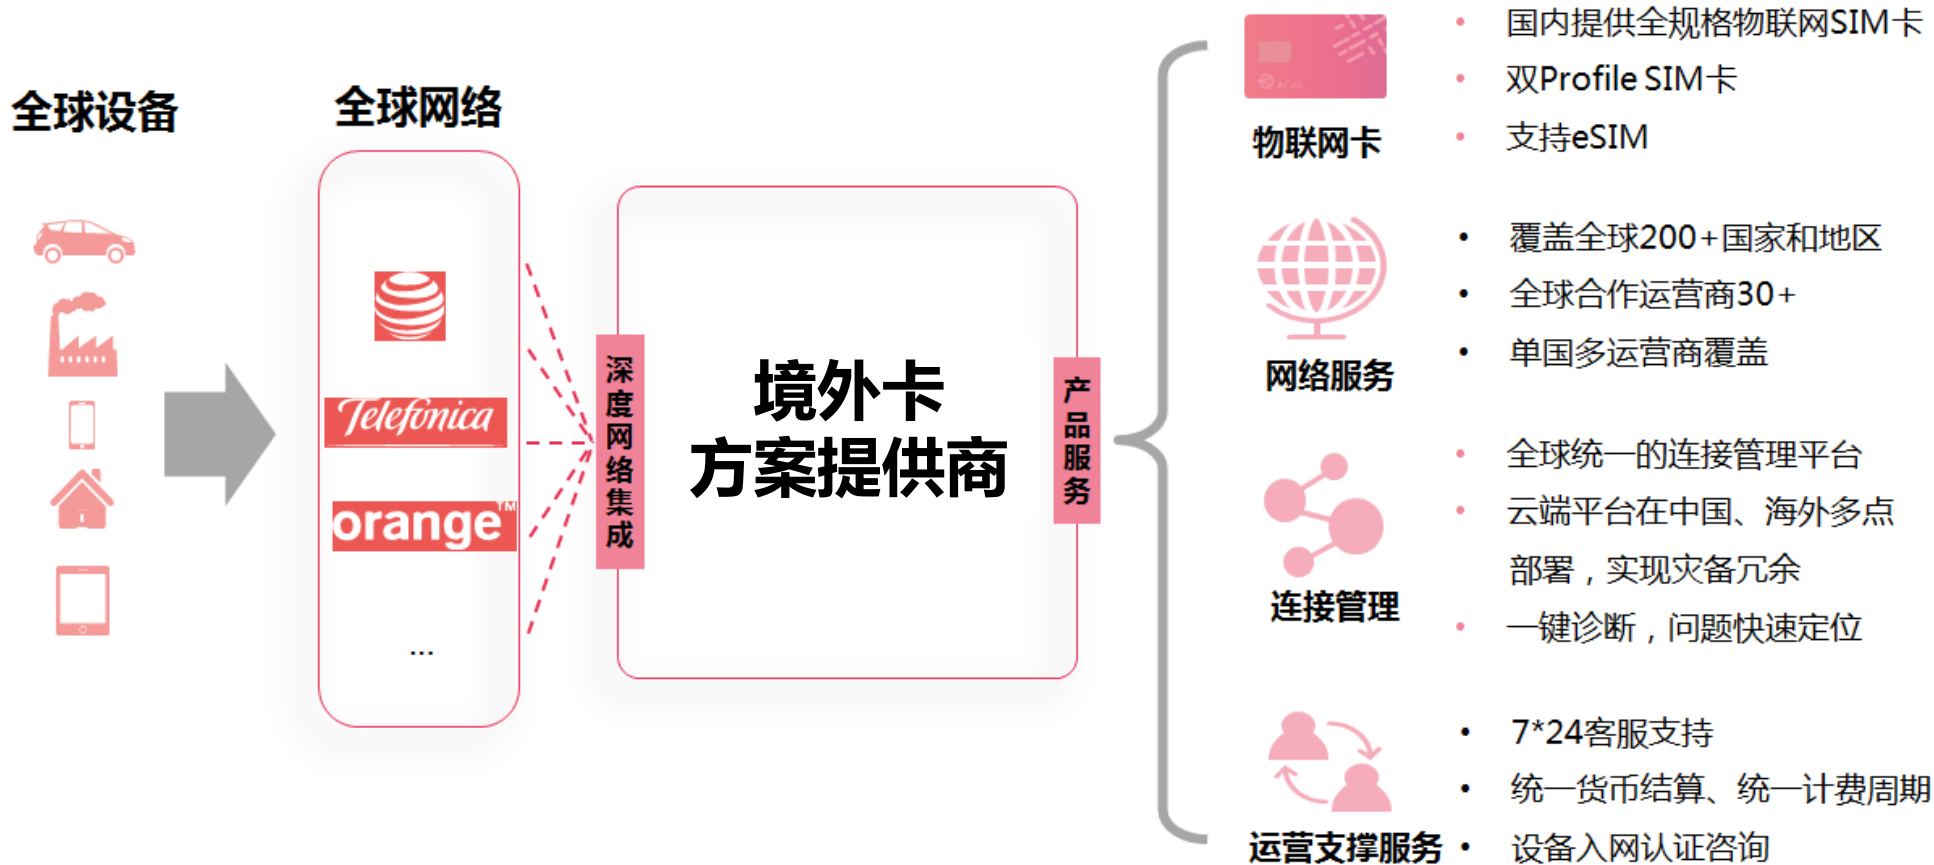 全球设备
全球网络
Telefónica
orange™
...
深度网络集成
境外卡
方案提供商
产品服务
物联网卡
• 国内提供全规格物联网SIM卡
• 双Profile SIM卡
• 支持eSIM
网络服务
• 覆盖全球200+国家和地区
• 全球合作运营商30+
• 单国多运营商覆盖
连接管理
• 全球统一的连接管理平台
• 云端平台在中国、海外多点
部署，实现灾备冗余
• 一键诊断，问题快速定位
运营支撑服务
• 7*24客服支持
• 统一货币结算、统一计费周期
• 设备入网认证咨询